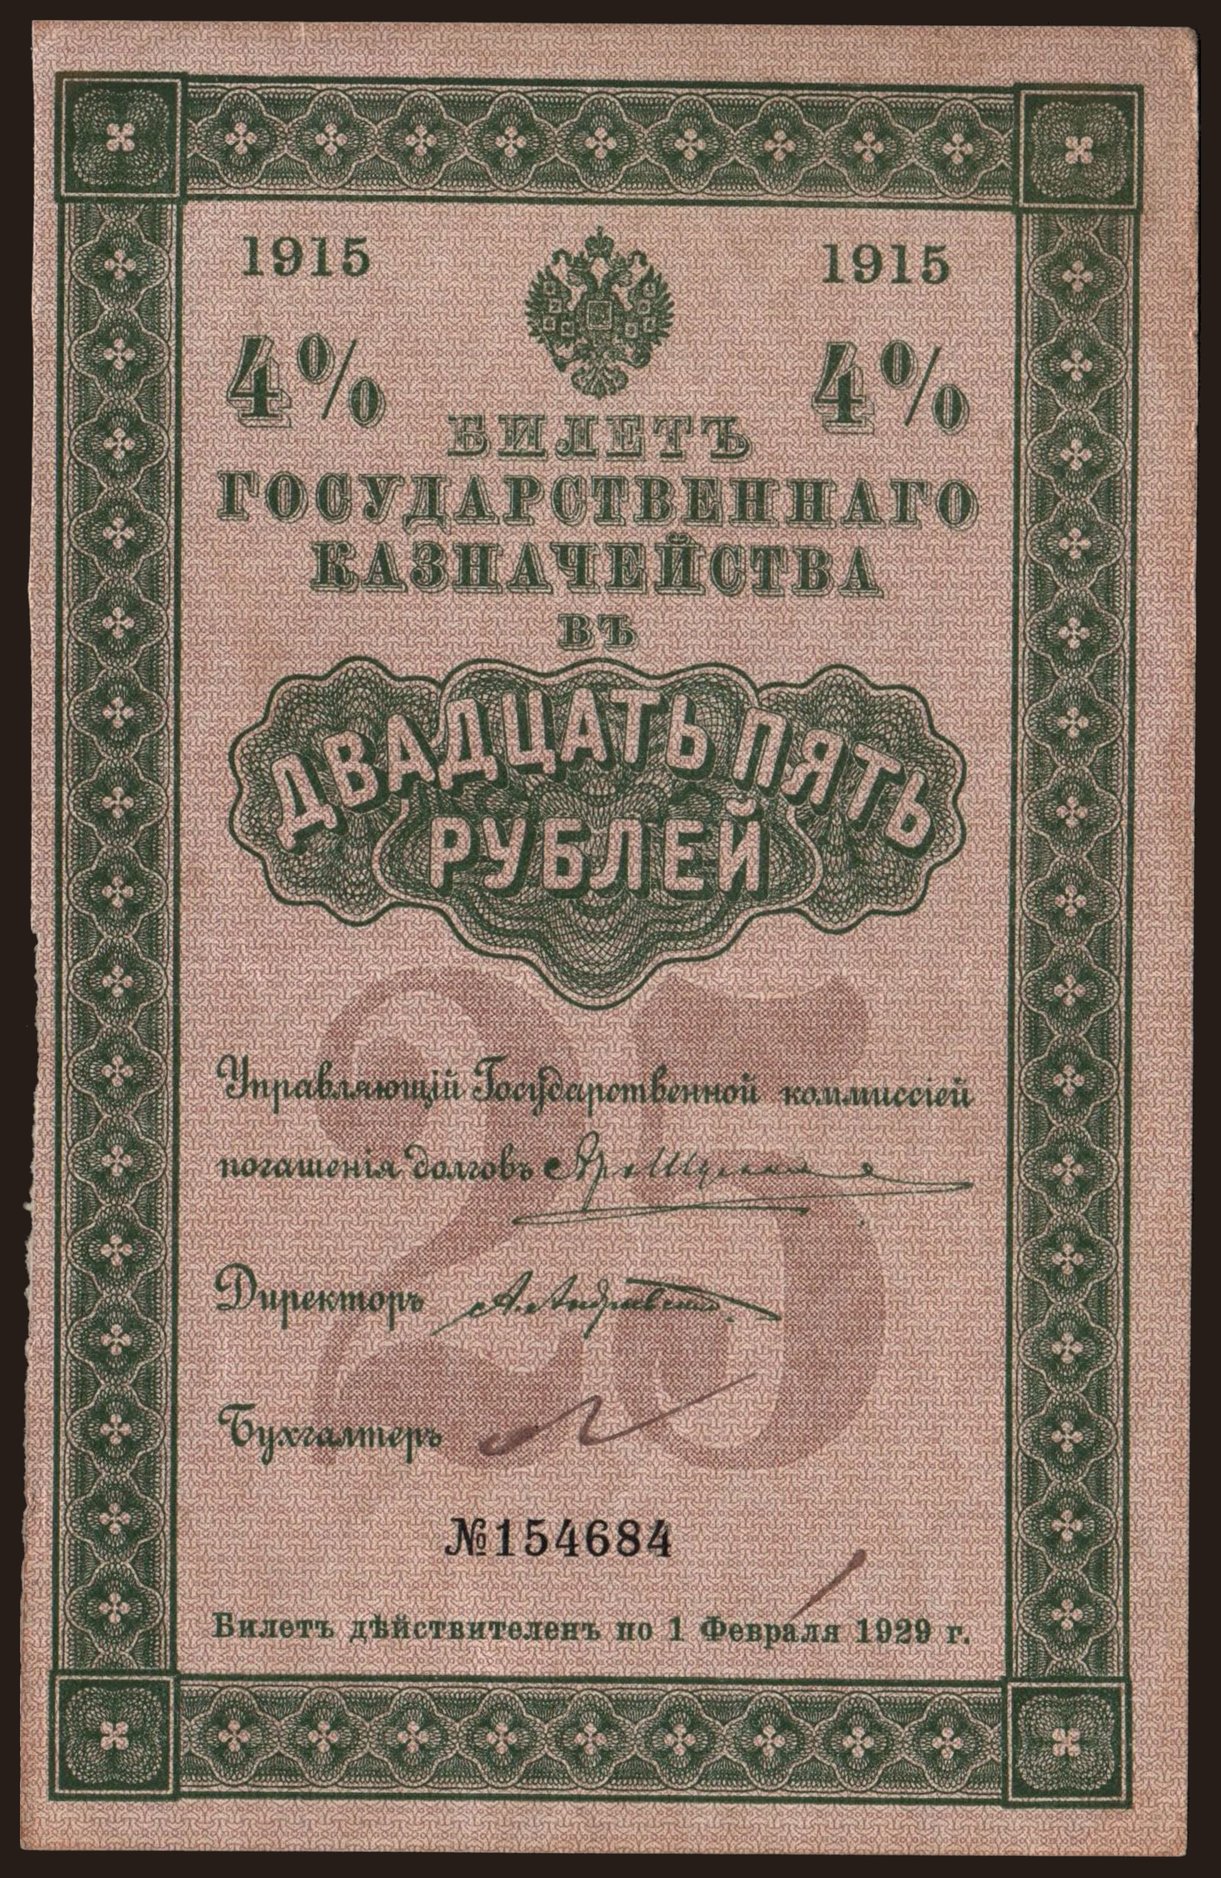 1915 1915
4% 4%
БИЛЕТЪ
ГОСУДАРСТВЕННАГО
КАЗНАЧЕЙСТВА
ВЪ
ДВАДЦАТЬ ПЯТЬ
РУБЛЕЙ
25
Управляющій Государственной коммиссіей
погашенія долговъ
Директоръ
Бухгалтеръ
№154684
Билетъ дѣйствителенъ по 1 Февраля 1929 г.